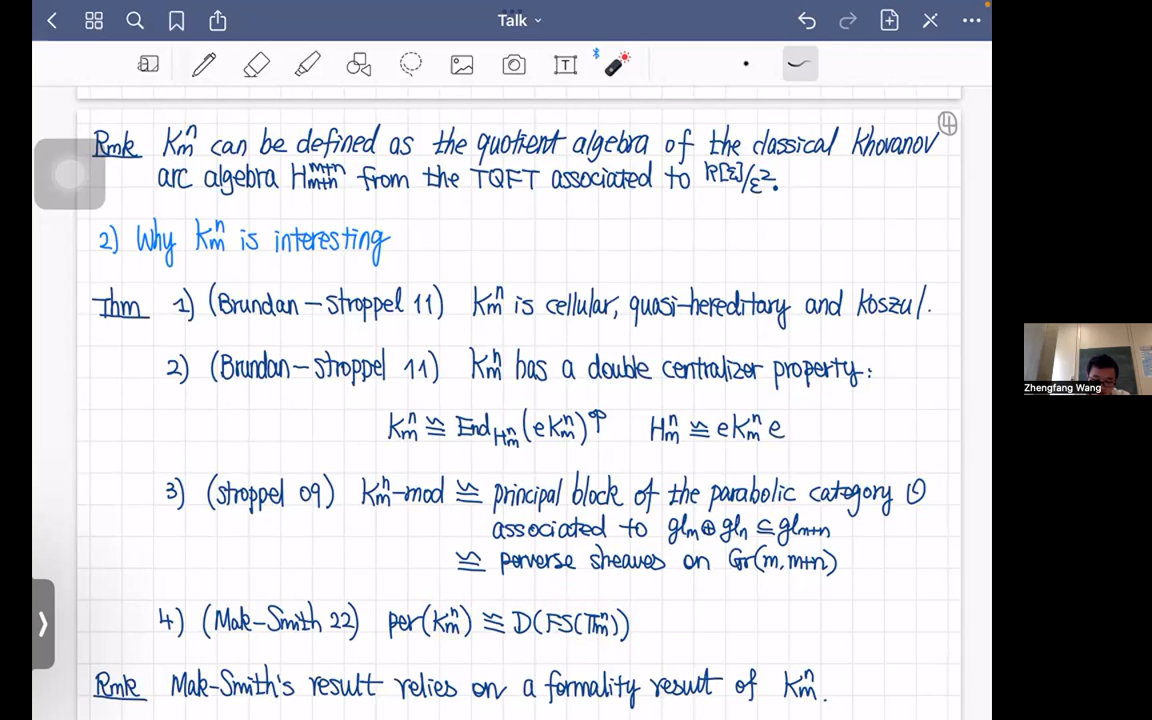 Talk
④
Rmk K_m^n can be defined as the quotient algebra of the classical Khovanov
arc algebra H_{m+n}^{m+n} from the TQFT associated to k[ε]/ε².
2) Why K_m^n is interesting
Thm 1) (Brundan-Stroppel 11) K_m^n is cellular, quasi-hereditary and Koszul.
2) (Brundan-Stroppel 11) K_m^n has a double centralizer property:
K_m^n ≅ End_{H_m^n}(eK_m^n)^{op} H_m^n ≅ eK_m^n e
3) (Stroppel 09) K_m^n-mod ≅ principal block of the parabolic category O
associated to gl_m ⊕ gl_n ⊆ gl_{m+n}
≅ perverse sheaves on Gr(m, m+n)
4) (Mak-Smith 22) per(K_m^n) ≅ D(FS(π_m^n))
Rmk Mak-Smith's result relies on a formality result of K_m^n.
Zhengfang Wang